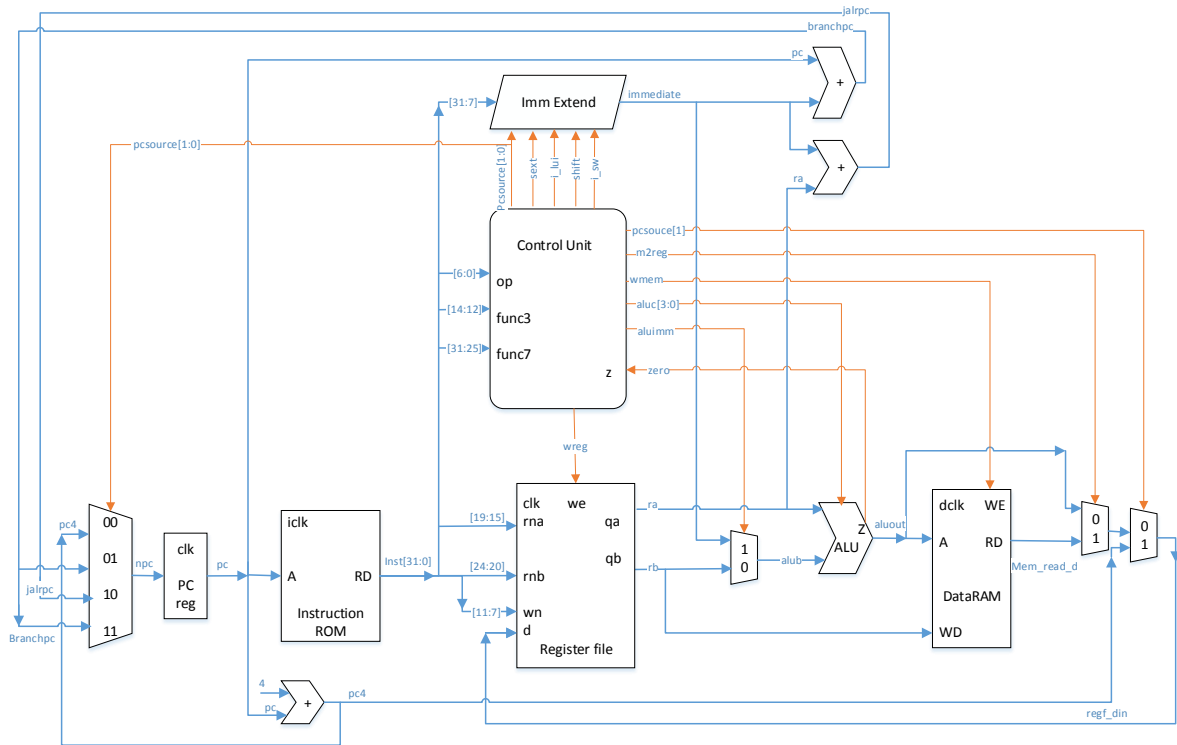 jalrpc
branchpc
pc
+
[31:7]
Imm Extend
immediate
pcsource[1:0]
Pcsource[1:0]
sext
i_lui
shift
i_sw
+
ra
Control Unit
pcsouce[1]
m2reg
wmem
aluc[3:0]
aluimm
[6:0]
op
[14:12]
func3
[31:25]
func7
z
zero
wreg
pc4
00
01
10
11
jalrpc
Branchpc
npc
clk
PC
reg
pc
iclk
A
RD
Instruction
ROM
Inst[31:0]
[19:15]
[24:20]
[11:7]
clk
we
rna
qa
qb
rnb
wn
d
Register file
ra
rb
1
0
alub
Z
ALU
aluout
dclk
WE
A
RD
DataRAM
WD
Mem_read_d
0
1
0
1
4
pc
+
pc4
regf_din